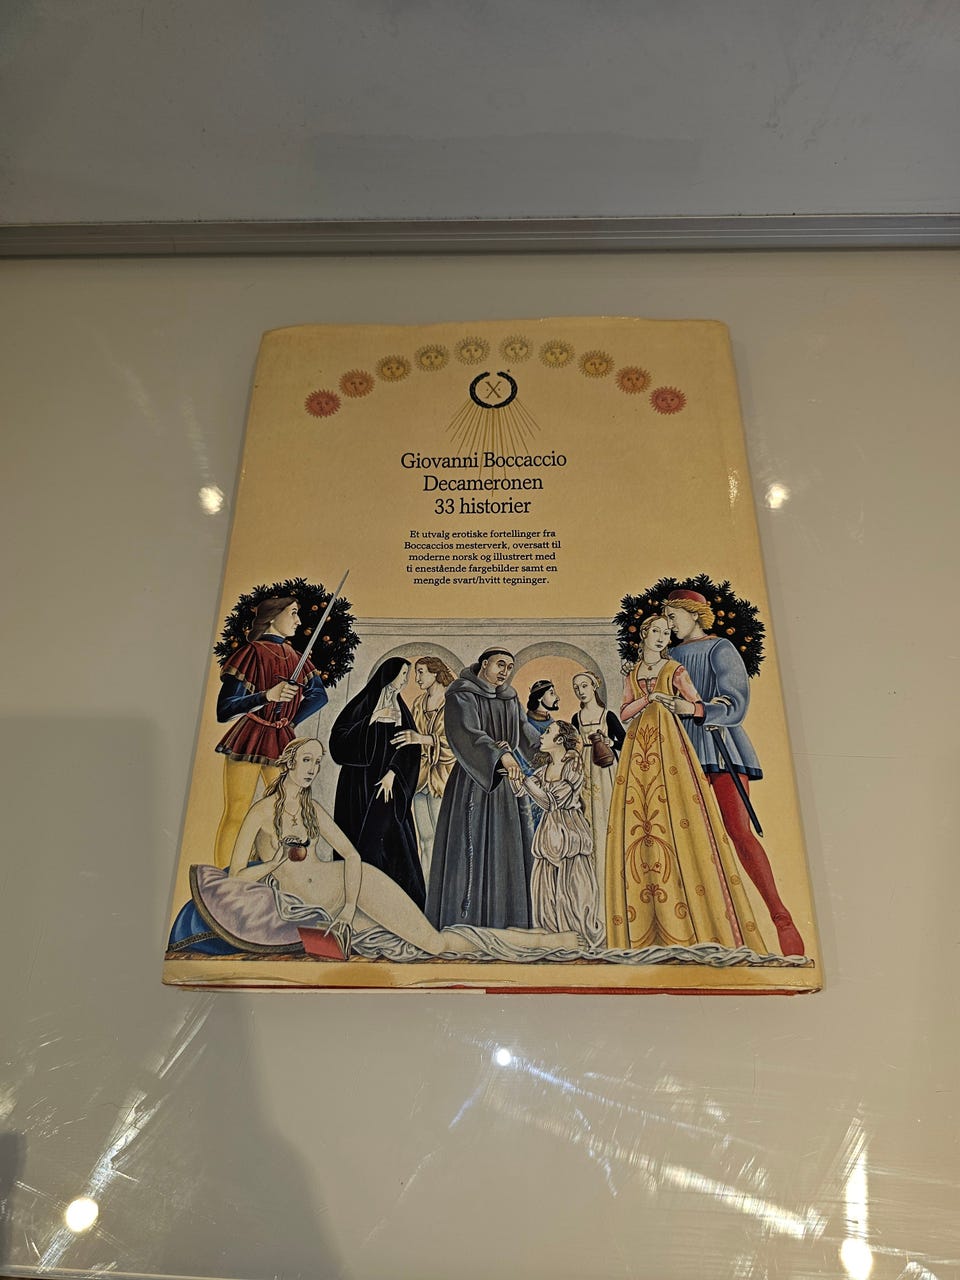 X
Giovanni Boccaccio
Decameronen
33 historier
Et utvalg erotiske fortellinger fra
Boccaccios mesterverk, oversatt til
moderne norsk og illustrert med
ti enestående fargebilder samt en
mengde svart/hvitt tegninger.